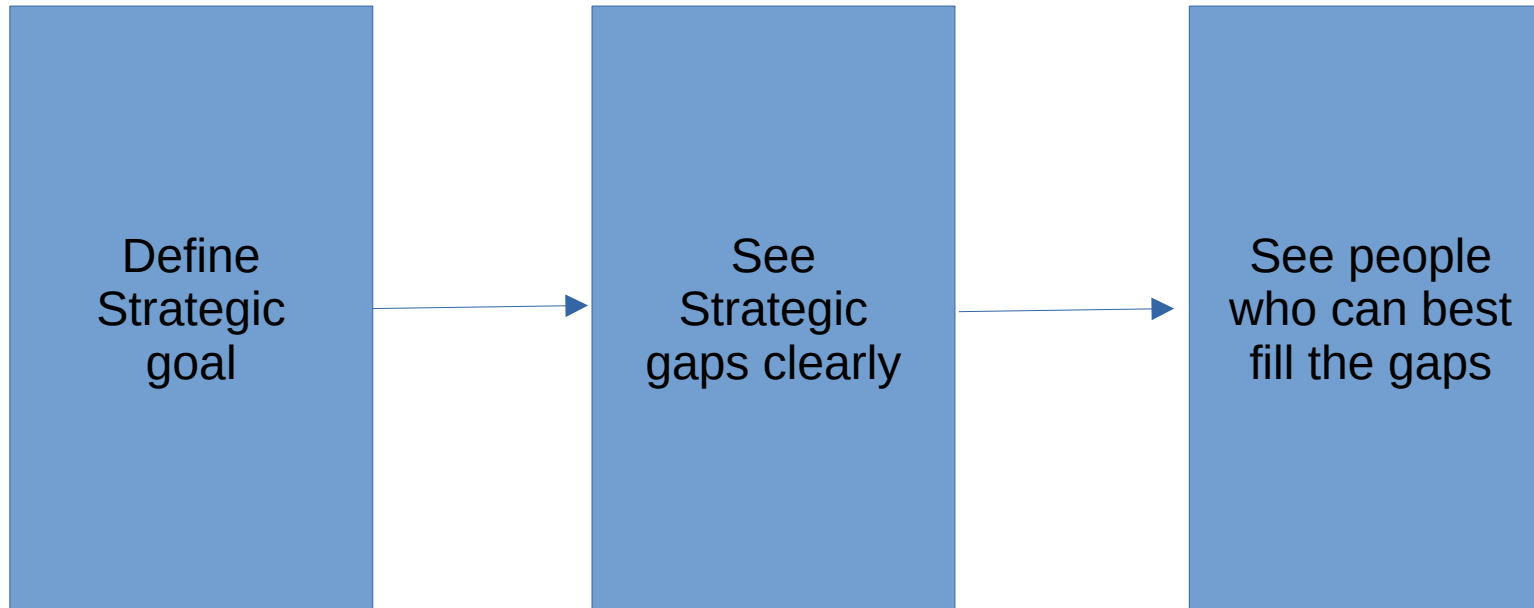 Define
Strategic
goal
See
Strategic
gaps clearly
See people
who can best
fill the gaps